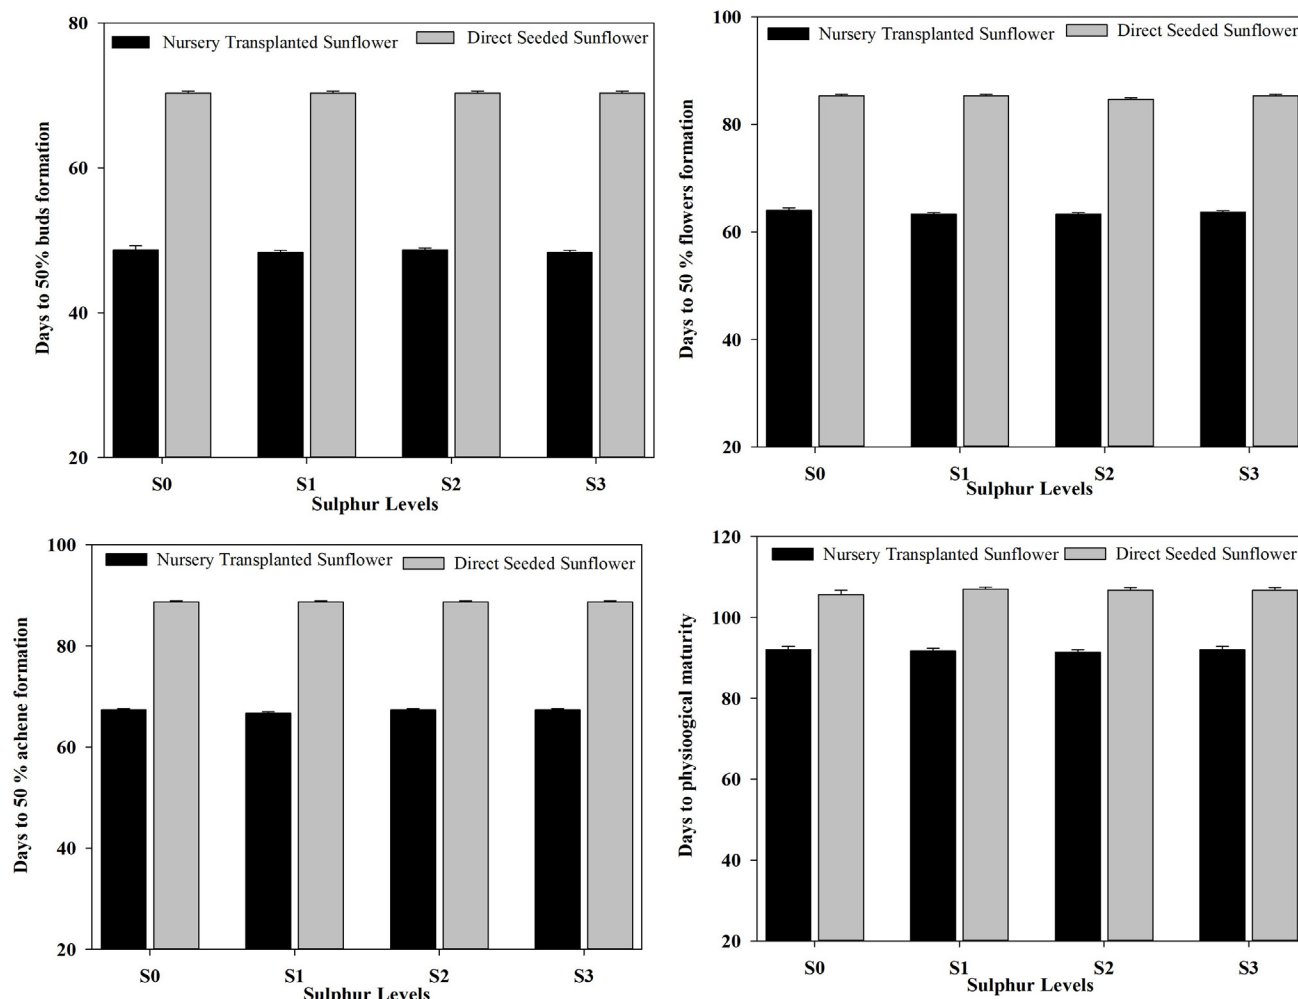 80
Nursery Transplanted Sunflower
Direct Seeded Sunflower
60
40
20
Days to 50% buds formation
S0 S1 S2 S3
Sulphur Levels
100
Nursery Transplanted Sunflower
Direct Seeded Sunflower
80
60
40
20
Days to 50 % flowers formation
S0 S1 S2 S3
Sulphur Levels
100
Nursery Transplanted Sunflower
Direct Seeded Sunflower
80
60
40
20
Days to 50 % achene formation
S0 S1 S2 S3
Sulphur Levels
120
Nursery Transplanted Sunflower
Direct Seeded Sunflower
100
80
60
40
20
Days to physioogical maturity
S0 S1 S2 S3
Sulphur Levels